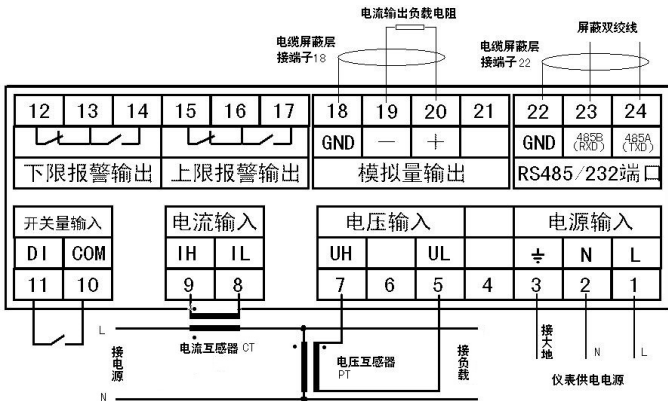 电流输出负载电阻
电缆屏蔽层
接端子18
电缆屏蔽层
接端子22
屏蔽双绞线
12 13 14 15 16 17 18 19 20 21 22 23 24
GND — + GND 485B (RXD) 485A (TXD)
下限报警输出 上限报警输出 模拟量输出 RS485/232端口
开关量输入 电流输入 电压输入 电源输入
DI COM IH IL UH UL ⏚ N L
11 10 9 8 7 6 5 4 3 2 1
L
接电源
电流互感器 CT
电压互感器
PT
接负载
接大地
N
L
仪表供电电源
N